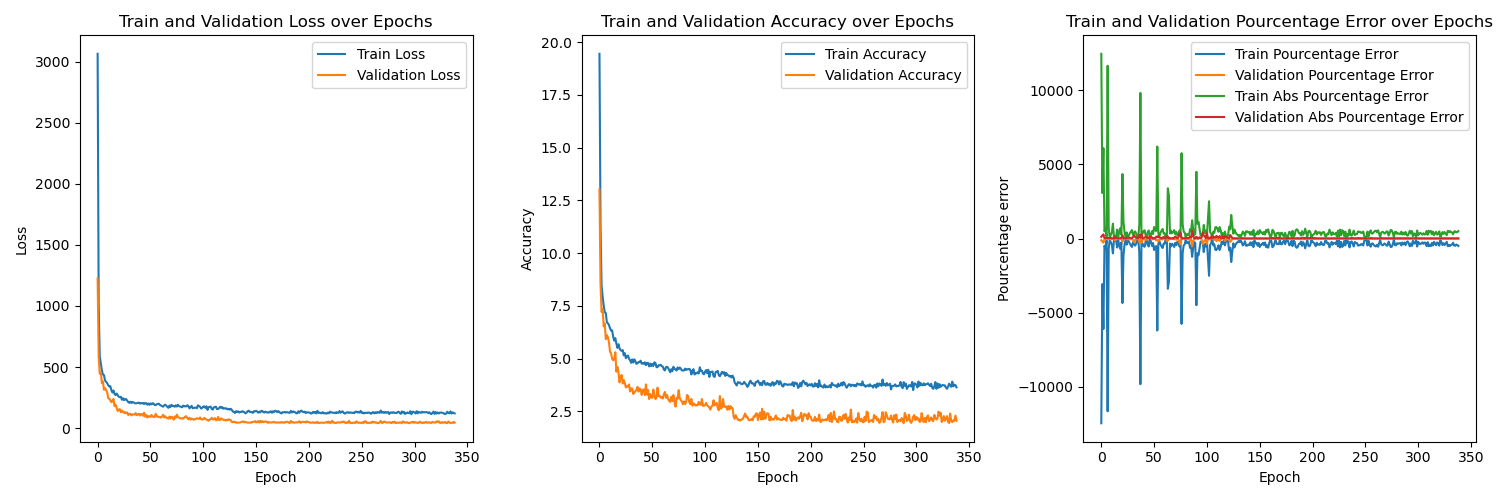 Train and Validation Loss over Epochs
Train Loss
Validation Loss
3000
2500
2000
1500
1000
500
0
Loss
0 50 100 150 200 250 300 350
Epoch
Train and Validation Accuracy over Epochs
Train Accuracy
Validation Accuracy
20.0
17.5
15.0
12.5
10.0
7.5
5.0
2.5
Accuracy
0 50 100 150 200 250 300 350
Epoch
Train and Validation Pourcentage Error over Epochs
Train Pourcentage Error
Validation Pourcentage Error
Train Abs Pourcentage Error
Validation Abs Pourcentage Error
10000
5000
0
−5000
−10000
Pourcentage error
0 50 100 150 200 250 300 350
Epoch